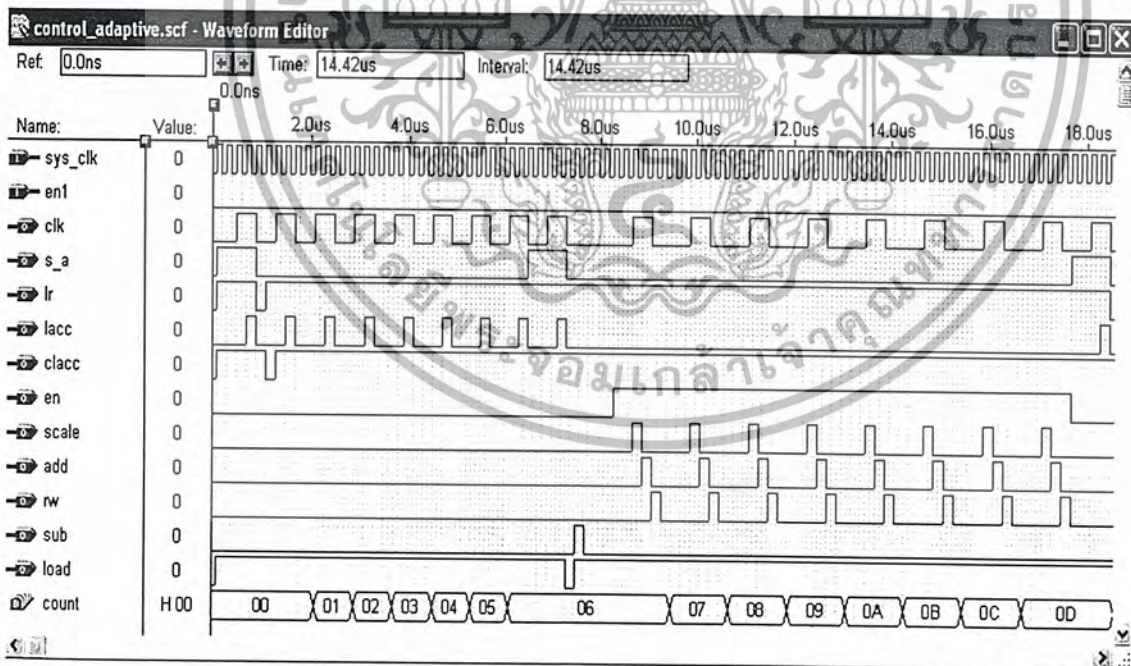 control_adaptive.scf - Waveform Editor
Ref: 0.0ns Time: 14.42us Interval: 14.42us
0.0ns
Name: Value: 2.0us 4.0us 6.0us 8.0us 10.0us 12.0us 14.0us 16.0us 18.0us
sys_clk 0
en1 0
clk 0
s_a 0
lr 0
lacc 0
clacc 0
en 0
scale 0
add 0
rw 0
sub 0
load 0
count H 00 00 01 02 03 04 05 06 07 08 09 0A 0B 0C 0D